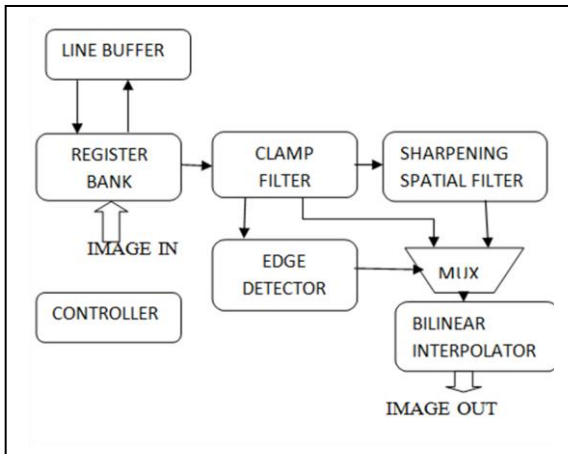 LINE BUFFER
REGISTER
BANK
CLAMP
FILTER
SHARPENING
SPATIAL FILTER
IMAGE IN
EDGE
DETECTOR
MUX
CONTROLLER
BILINEAR
INTERPOLATOR
IMAGE OUT